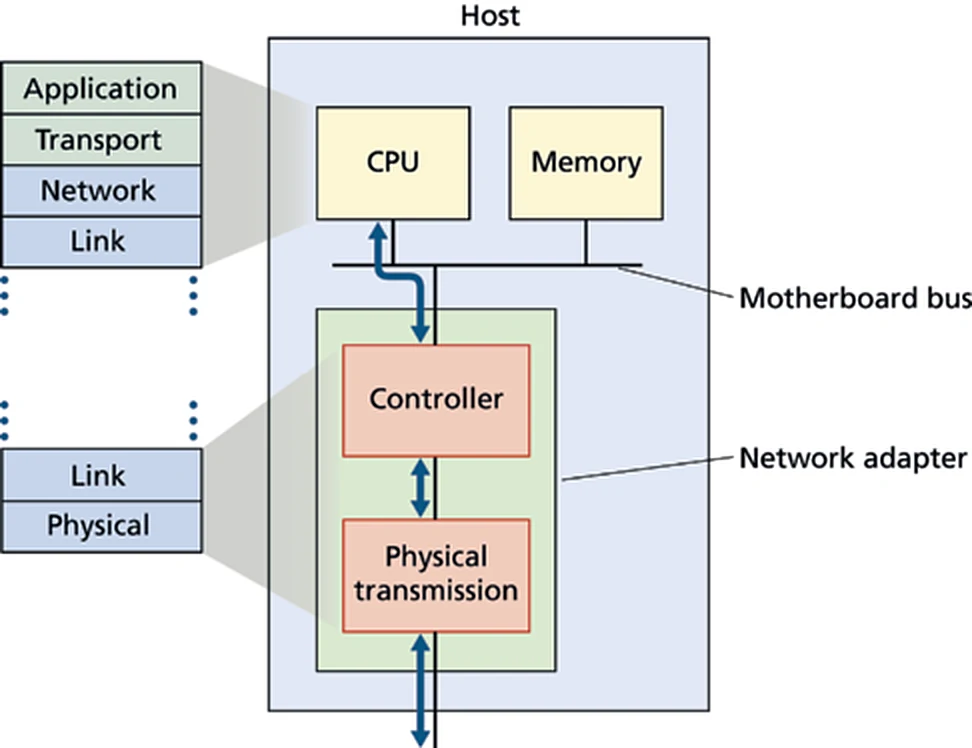 Host
Application
Transport
Network
Link
CPU
Memory
Motherboard bus
Controller
Network adapter
Link
Physical
Physical
transmission